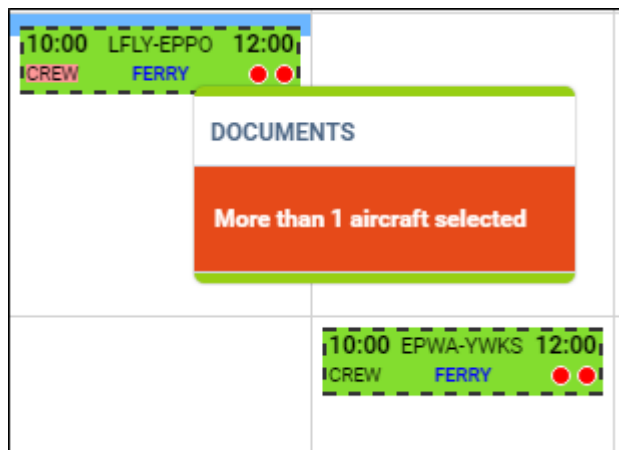 10:00 LFLY-EPPO 12:00
CREW FERRY
DOCUMENTS
More than 1 aircraft selected
10:00 EPWA-YWKS 12:00
CREW FERRY